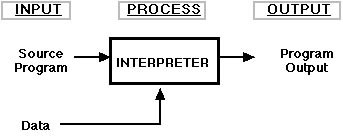 INPUT PROCESS OUTPUT
Source
Program
INTERPRETER
Program
Output
Data